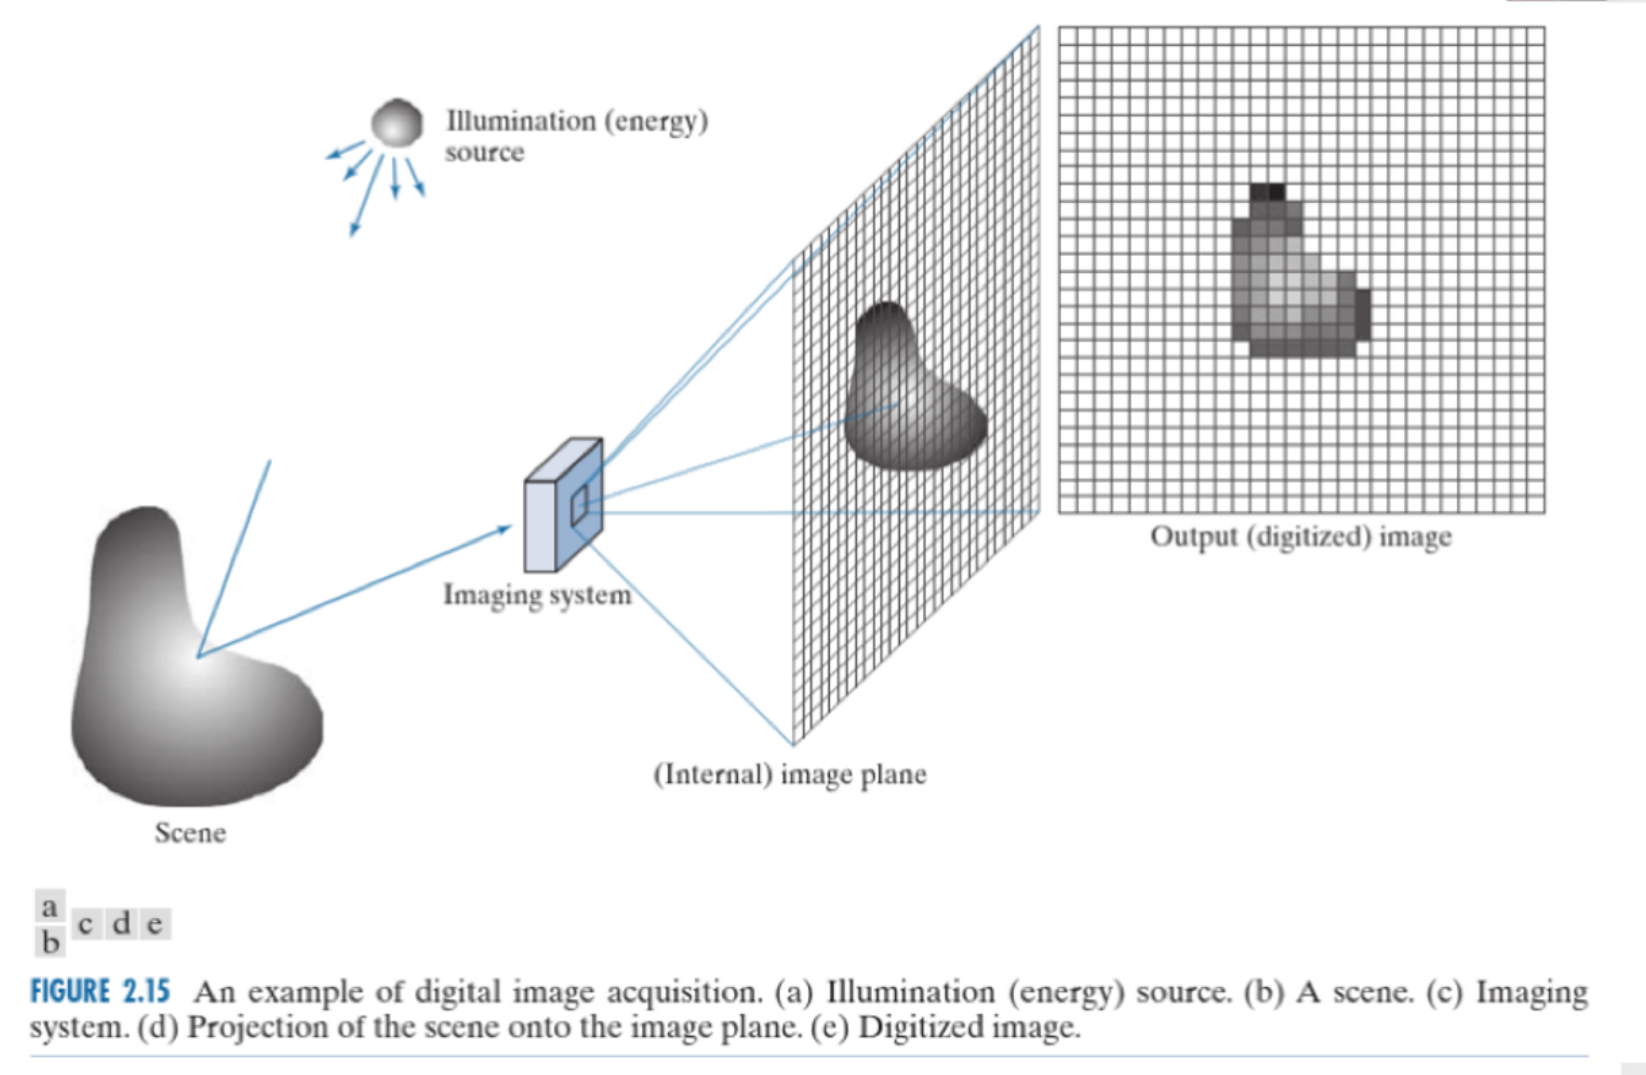 Illumination (energy)
source
Output (digitized) image
Imaging system
(Internal) image plane
Scene
a
b
c d e
FIGURE 2.15 An example of digital image acquisition. (a) Illumination (energy) source. (b) A scene. (c) Imaging
system. (d) Projection of the scene onto the image plane. (e) Digitized image.